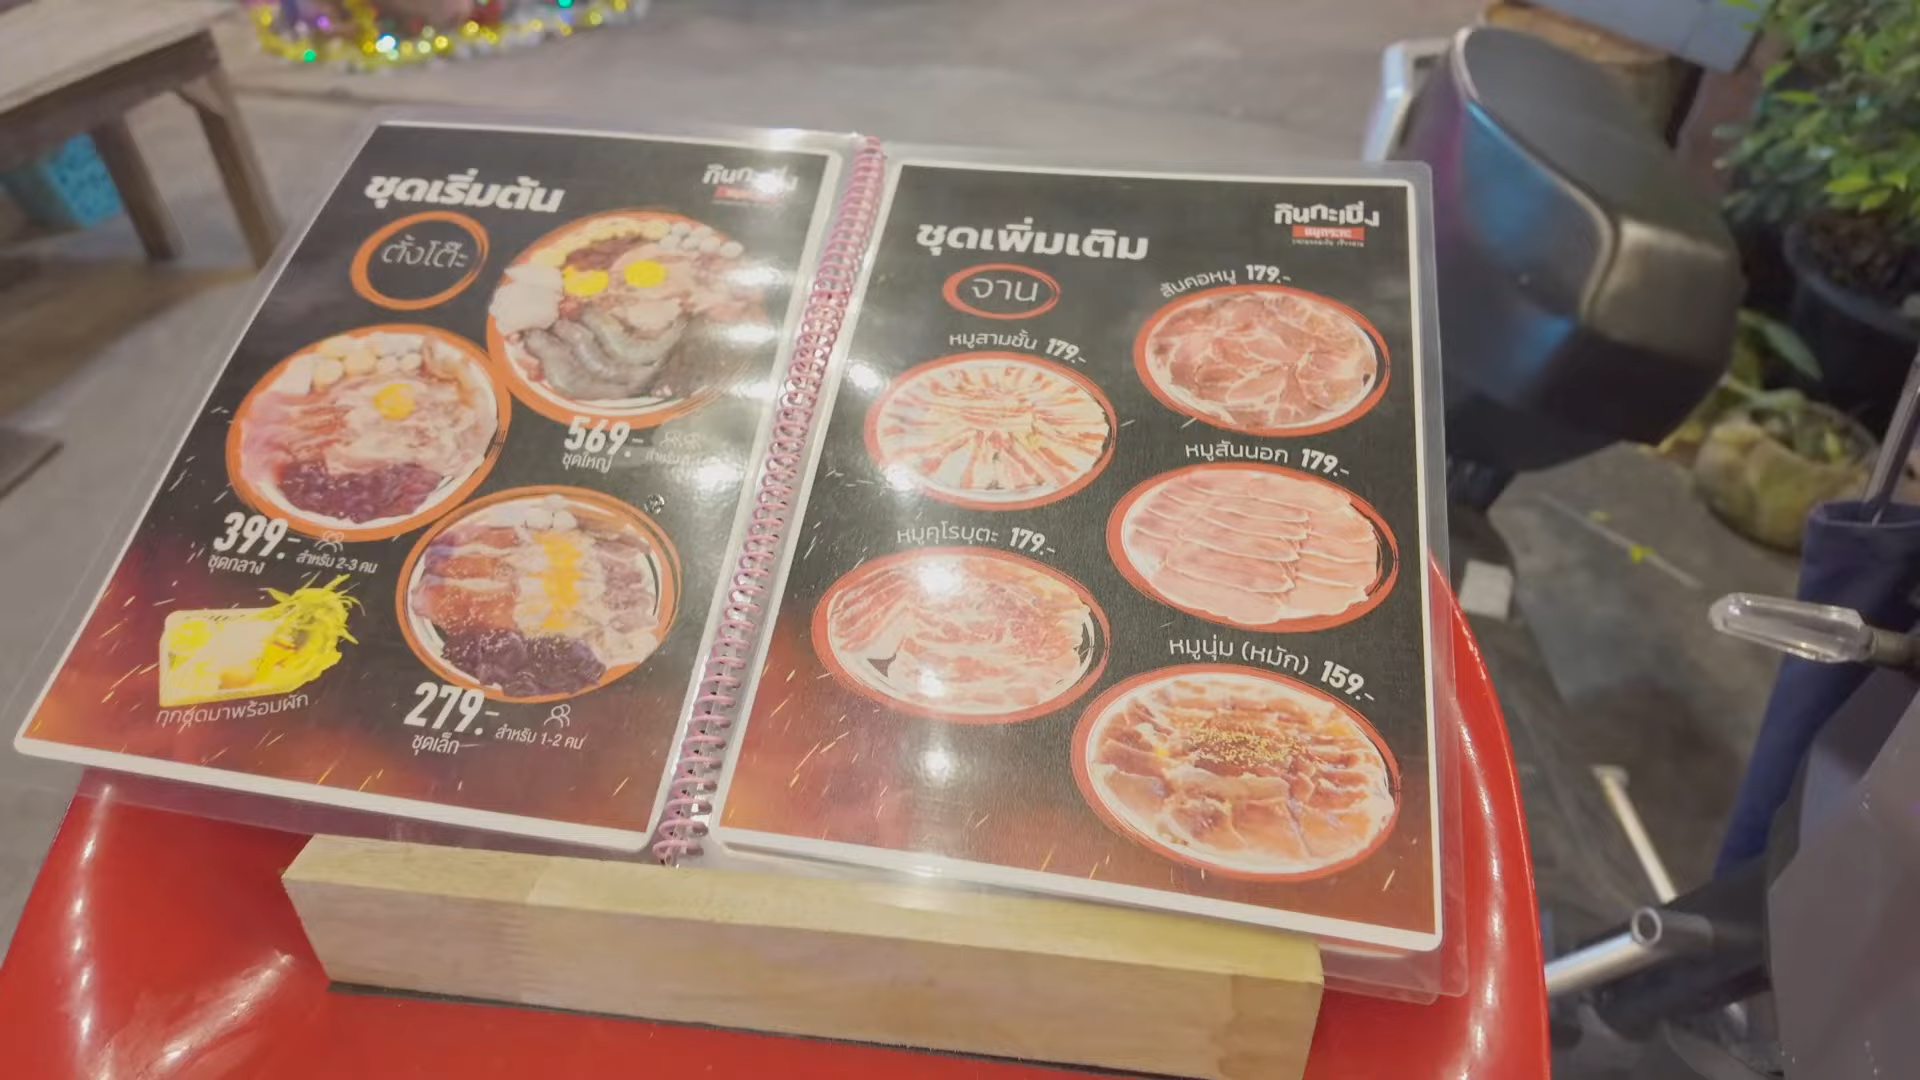 ชุดเริ่มต้น
ตั้งโต๊ะ
569.-
ชุดใหญ่
399.-
ชุดกลาง
สำหรับ 2-3 คน
ทุกชุดมาพร้อมผัก
279.-
ชุดเล็ก
สำหรับ 1-2 คน
กินกะเปิ่ง
หมูกระทะ
ชุดเพิ่มเติม
จาน
สันคอหมู 179.-
หมูสามชั้น 179.-
หมูสันนอก 179.-
หมูคุโรบุตะ 179.-
หมูนุ่ม (หมัก) 159.-